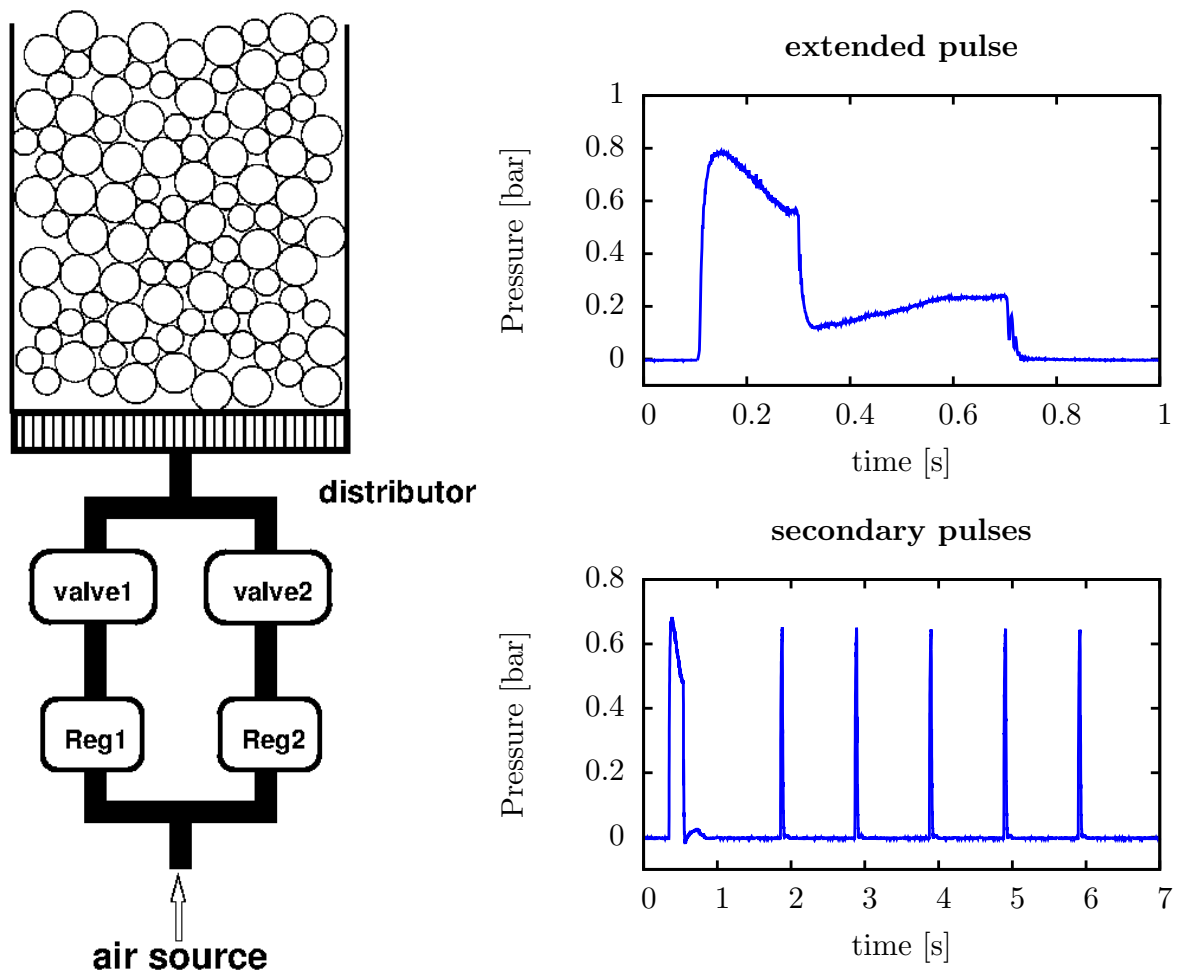 distributor
valve1
valve2
Reg1
Reg2
air source
extended pulse
Pressure [bar]
1
0.8
0.6
0.4
0.2
0
0 0.2 0.4 0.6 0.8 1
time [s]
secondary pulses
Pressure [bar]
0.8
0.6
0.4
0.2
0
0 1 2 3 4 5 6 7
time [s]